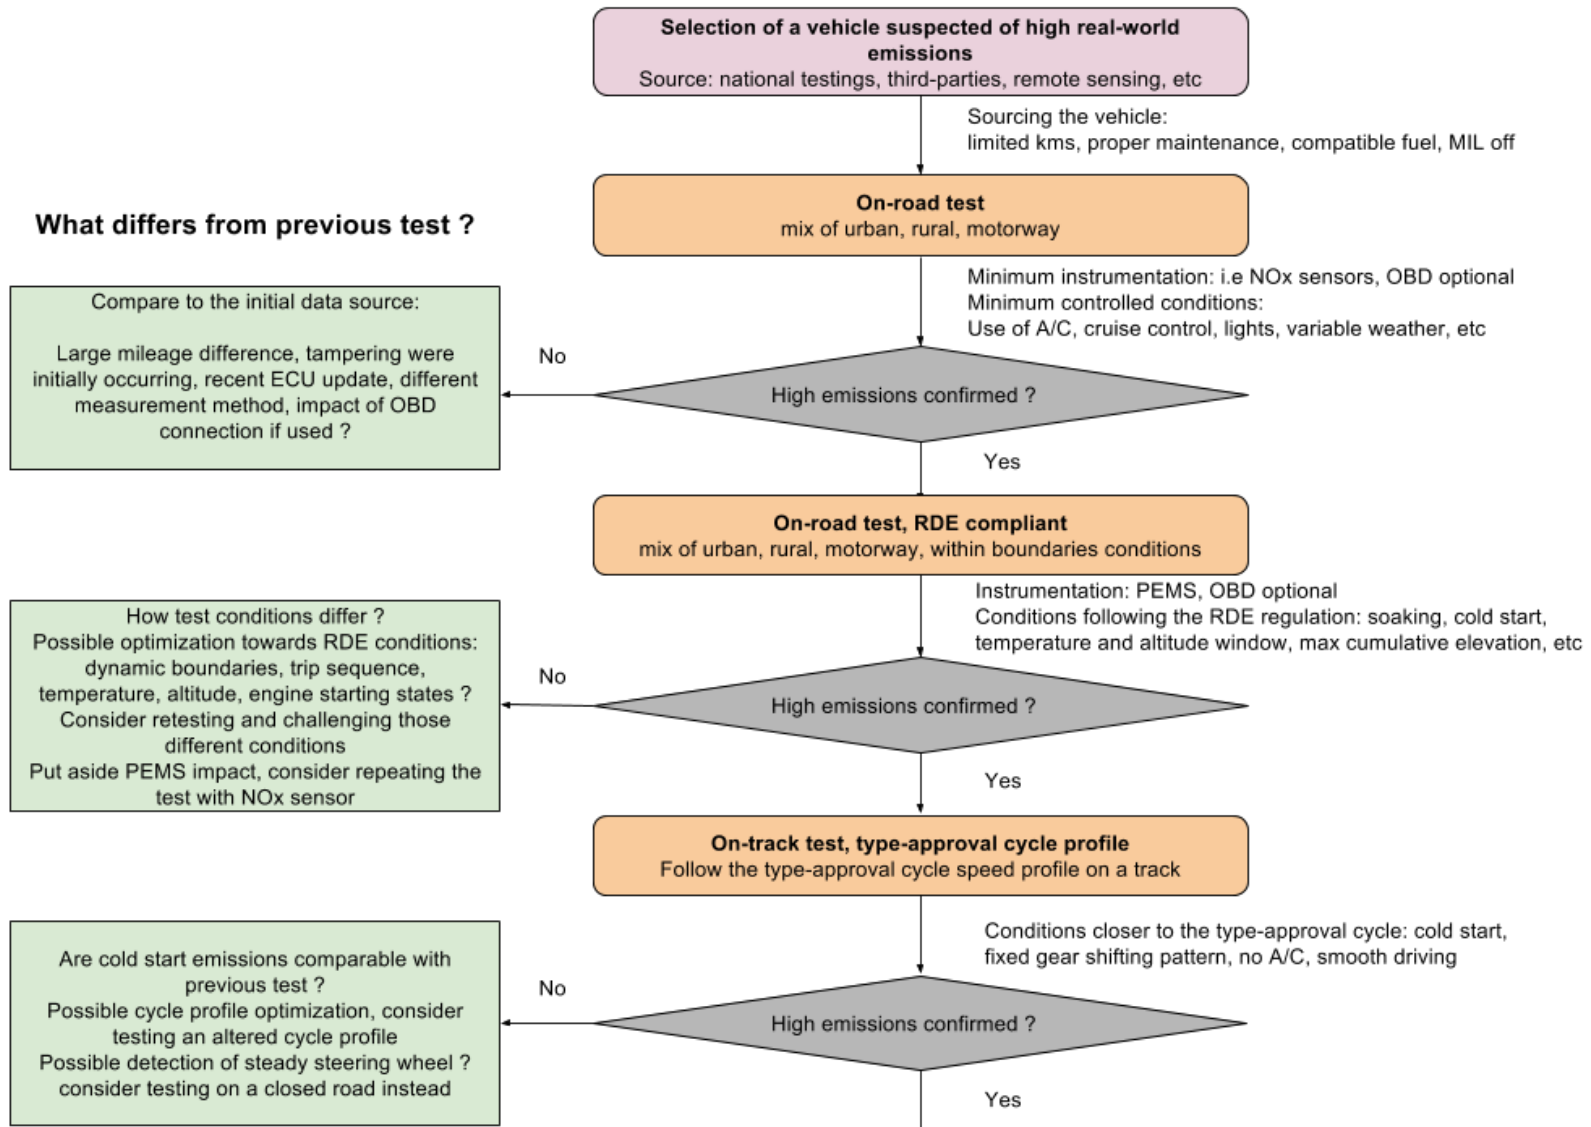 Selection of a vehicle suspected of high real-world
emissions
Source: national testings, third-parties, remote sensing, etc
Sourcing the vehicle:
limited kms, proper maintenance, compatible fuel, MIL off
On-road test
mix of urban, rural, motorway
What differs from previous test ?
Minimum instrumentation: i.e NOx sensors, OBD optional
Minimum controlled conditions:
Use of A/C, cruise control, lights, variable weather, etc
Compare to the initial data source:
Large mileage difference, tampering were
initially occurring, recent ECU update, different
measurement method, impact of OBD
connection if used ?
No
High emissions confirmed ?
Yes
On-road test, RDE compliant
mix of urban, rural, motorway, within boundaries conditions
Instrumentation: PEMS, OBD optional
Conditions following the RDE regulation: soaking, cold start,
temperature and altitude window, max cumulative elevation, etc
How test conditions differ ?
Possible optimization towards RDE conditions:
dynamic boundaries, trip sequence,
temperature, altitude, engine starting states ?
Consider retesting and challenging those
different conditions
Put aside PEMS impact, consider repeating the
test with NOx sensor
No
High emissions confirmed ?
Yes
On-track test, type-approval cycle profile
Follow the type-approval cycle speed profile on a track
Conditions closer to the type-approval cycle: cold start,
fixed gear shifting pattern, no A/C, smooth driving
Are cold start emissions comparable with
previous test ?
Possible cycle profile optimization, consider
testing an altered cycle profile
Possible detection of steady steering wheel ?
consider testing on a closed road instead
No
High emissions confirmed ?
Yes